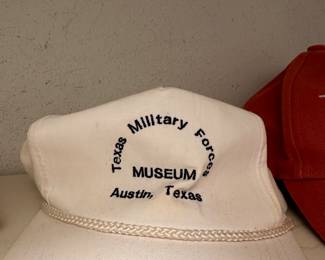 Texas Military Forces
MUSEUM
Austin, Texas